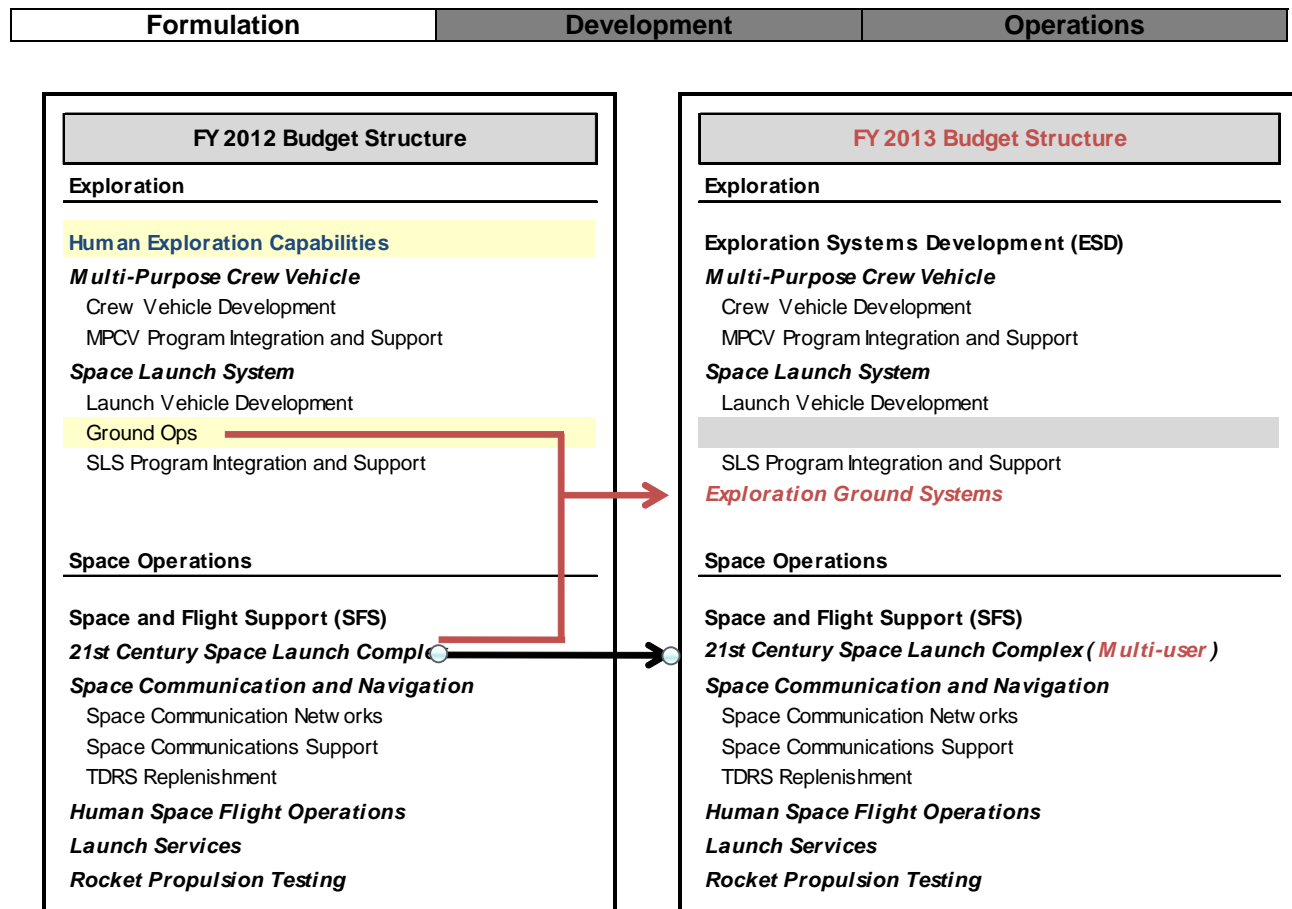 Formulation Development Operations
FY 2012 Budget Structure
Exploration
Human Exploration Capabilities
Multi-Purpose Crew Vehicle
Crew Vehicle Development
MPCV Program Integration and Support
Space Launch System
Launch Vehicle Development
Ground Ops
SLS Program Integration and Support
Space Operations
Space and Flight Support (SFS)
21st Century Space Launch Comple
Space Communication and Navigation
Space Communication Networks
Space Communications Support
TDRS Replenishment
Human Space Flight Operations
Launch Services
Rocket Propulsion Testing
FY 2013 Budget Structure
Exploration
Exploration Systems Development (ESD)
Multi-Purpose Crew Vehicle
Crew Vehicle Development
MPCV Program Integration and Support
Space Launch System
Launch Vehicle Development
SLS Program Integration and Support
Exploration Ground Systems
Space Operations
Space and Flight Support (SFS)
21st Century Space Launch Complex (Multi-user)
Space Communication and Navigation
Space Communication Networks
Space Communications Support
TDRS Replenishment
Human Space Flight Operations
Launch Services
Rocket Propulsion Testing